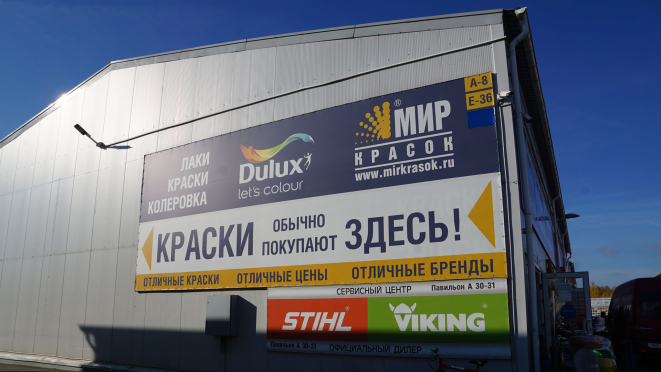 А-8
Е-36
ЛАКИ
КРАСКИ
КОЛЕРОВКА
Dulux
let's colour
® МИР
КРАСОК
www.mirkrasok.ru
КРАСКИ ОБЫЧНО ПОКУПАЮТ ЗДЕСЬ!
ОТЛИЧНЫЕ КРАСКИ ОТЛИЧНЫЕ ЦЕНЫ ОТЛИЧНЫЕ БРЕНДЫ
СЕРВИСНЫЙ ЦЕНТР Павильон А 30-31
STIHL VIKING
Павильон А 30-31 ОФИЦИАЛЬНЫЙ ДИЛЕР